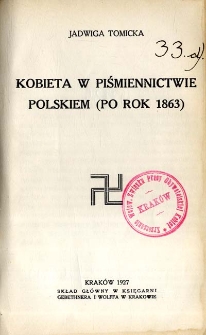 JADWIGA TOMICKA
33.
KOBIETA W PIŚMIENNICTWIE
POLSKIEM (PO ROK 1863)
KRAKÓW
KRAKÓW 1927
SKŁAD GŁÓWNY W KSIĘGARNI
GEBETHNERA I WOLFFA W KRAKOWIE